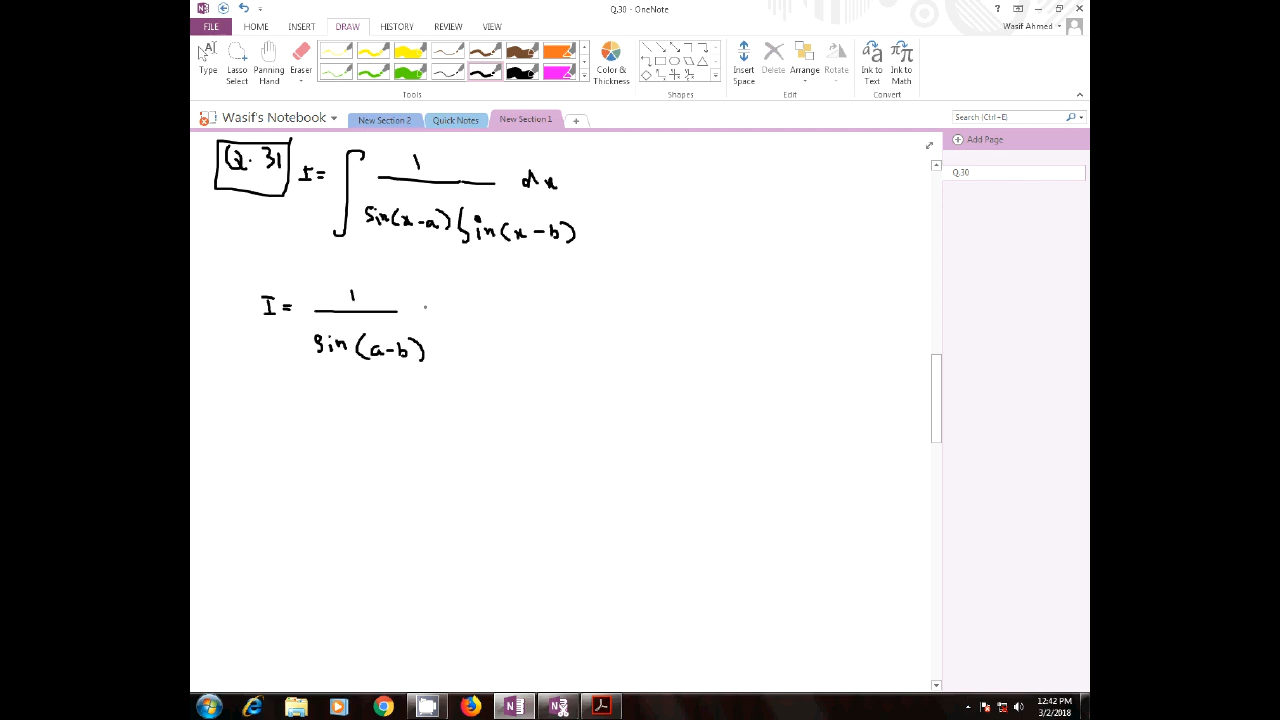 Q.30 - OneNote
Wasif Ahmed
FILE HOME INSERT DRAW HISTORY REVIEW VIEW
Type Lasso Select Panning Hand Eraser Color & Thickness Insert Space Delete Arrange Rotate Ink to Text Ink to Math
Tools Shapes Edit Convert
Wasif's Notebook New Section 2 Quick Notes New Section 1 Search (Ctrl+E)
Add Page
Q.30
Q. 31 I = ∫ 1 / sin(x-a) sin(x-b) dx
I = 1 / sin(a-b)
12:42 PM
3/2/2018